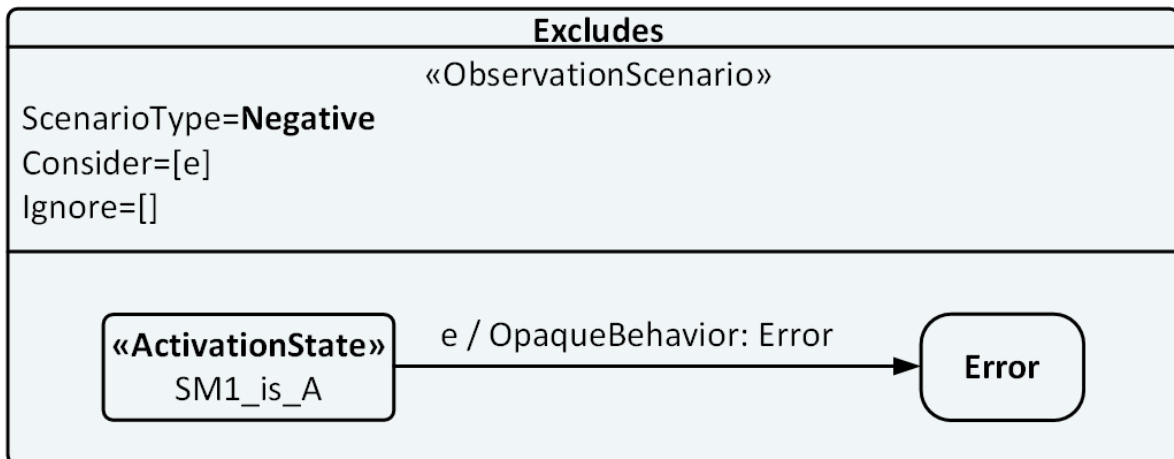 Excludes
«ObservationScenario»
ScenarioType=Negative
Consider=[e]
Ignore=[]
«ActivationState»
SM1_is_A
e / OpaqueBehavior: Error
Error